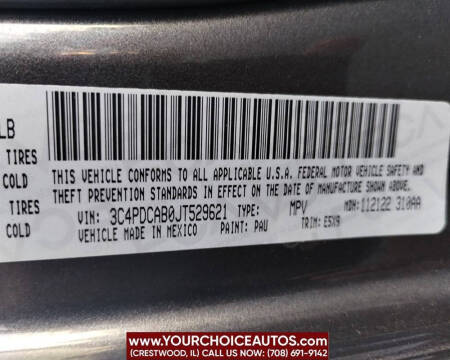 LB
TIRES
COLD
THIS VEHICLE CONFORMS TO ALL APPLICABLE U.S.A. FEDERAL MOTOR VEHICLE SAFETY AND
TIRES
THEFT PREVENTION STANDARDS IN EFFECT ON THE DATE OF MANUFACTURE SHOWN ABOVE.
COLD
VIN: 3C4PDCAB0JT529621 TYPE: MPV MDH: 112122 310AA
VEHICLE MADE IN MEXICO PAINT: PAU TRIM: E5X9
WWW.YOURCHOICEAUTOS.COM
(CRESTWOOD, IL) CALL US NOW: (708) 691-9142